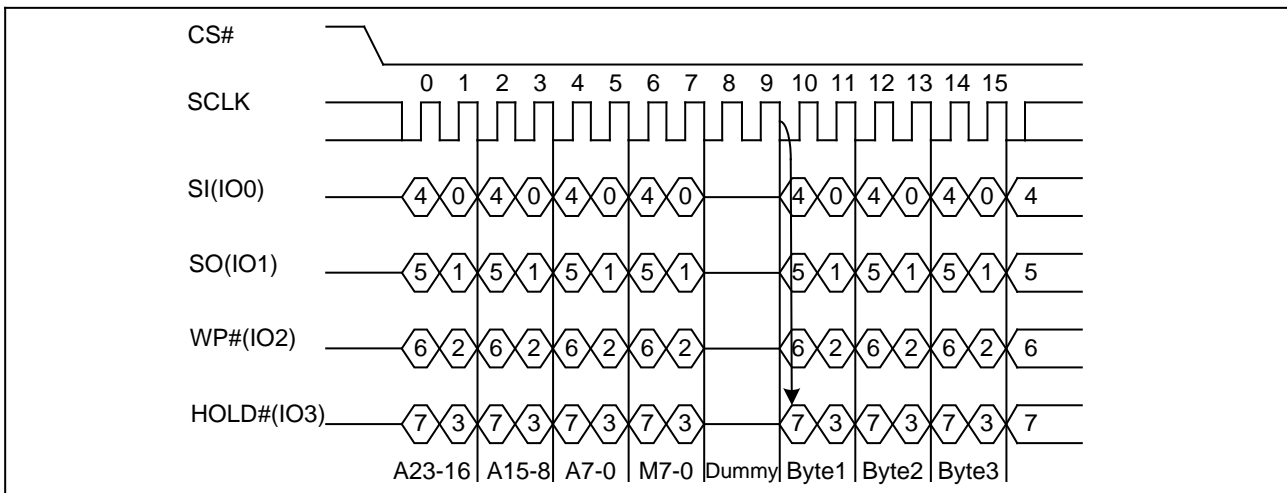 CS#
0 1 2 3 4 5 6 7 8 9 10 11 12 13 14 15
SCLK
SI(IO0) 4 0 4 0 4 0 4 0 4 0 4 0 4 0 4
SO(IO1) 5 1 5 1 5 1 5 1 5 1 5 1 5 1 5
WP#(IO2) 6 2 6 2 6 2 6 2 6 2 6 2 6 2 6
HOLD#(IO3) 7 3 7 3 7 3 7 3 7 3 7 3 7 3 7
A23-16 A15-8 A7-0 M7-0 Dummy Byte1 Byte2 Byte3